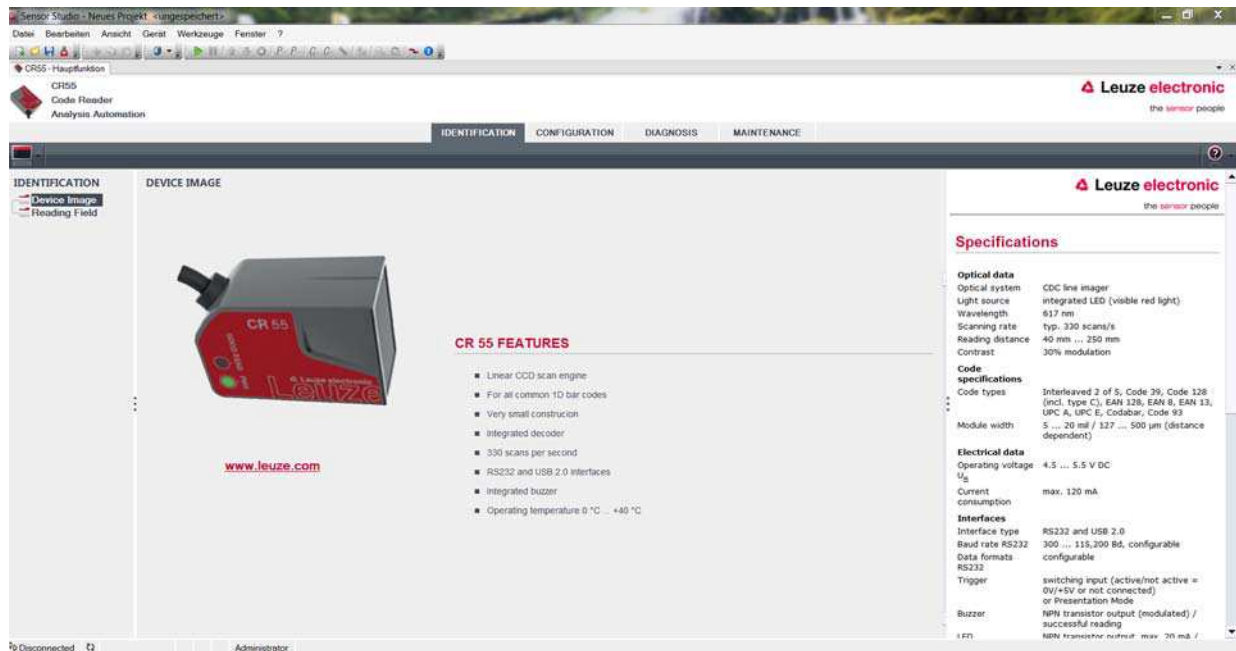 Sensor Studio - Neues Projekt <ungespeichert>
Datei Bearbeiten Ansicht Gerät Werkzeuge Fenster ?
CR55 - Hauptfunktion
CR55
Code Reader
Analysis Automation
Leuze electronic
the sensor people
IDENTIFICATION CONFIGURATION DIAGNOSIS MAINTENANCE
IDENTIFICATION
Device Image
Reading Field
DEVICE IMAGE
CR 55
Leuze electronic
Leuze
www.leuze.com
CR 55 FEATURES
Linear CCD scan engine
For all common 1D bar codes
Very small construcion
Integrated decoder
330 scans per second
RS232 and USB 2.0 interfaces
Integrated buzzer
Operating temperature 0 °C ... +40 °C
Leuze electronic
the sensor people
Specifications
Optical data
Optical system CDC line imager
Light source integrated LED (visible red light)
Wavelength 617 nm
Scanning rate typ. 330 scans/s
Reading distance 40 mm ... 250 mm
Contrast 30% modulation
Code
specifications
Code types Interleaved 2 of 5, Code 39, Code 128
(incl. type C), EAN 128, EAN 8, EAN 13,
UPC A, UPC E, Codabar, Code 93
Module width 5 ... 20 mil / 127 ... 500 µm (distance
dependent)
Electrical data
Operating voltage 4.5 ... 5.5 V DC
UB
Current max. 120 mA
consumption
Interfaces
Interface type RS232 and USB 2.0
Baud rate RS232 300 ... 115,200 Bd, configurable
Data formats configurable
RS232
Trigger switching input (active/not active =
0V/+5V or not connected)
or Presentation Mode
Buzzer NPN transistor output (modulated) /
successful reading
LED NPN transistor output, max. 20 mA /
Disconnected Administrator